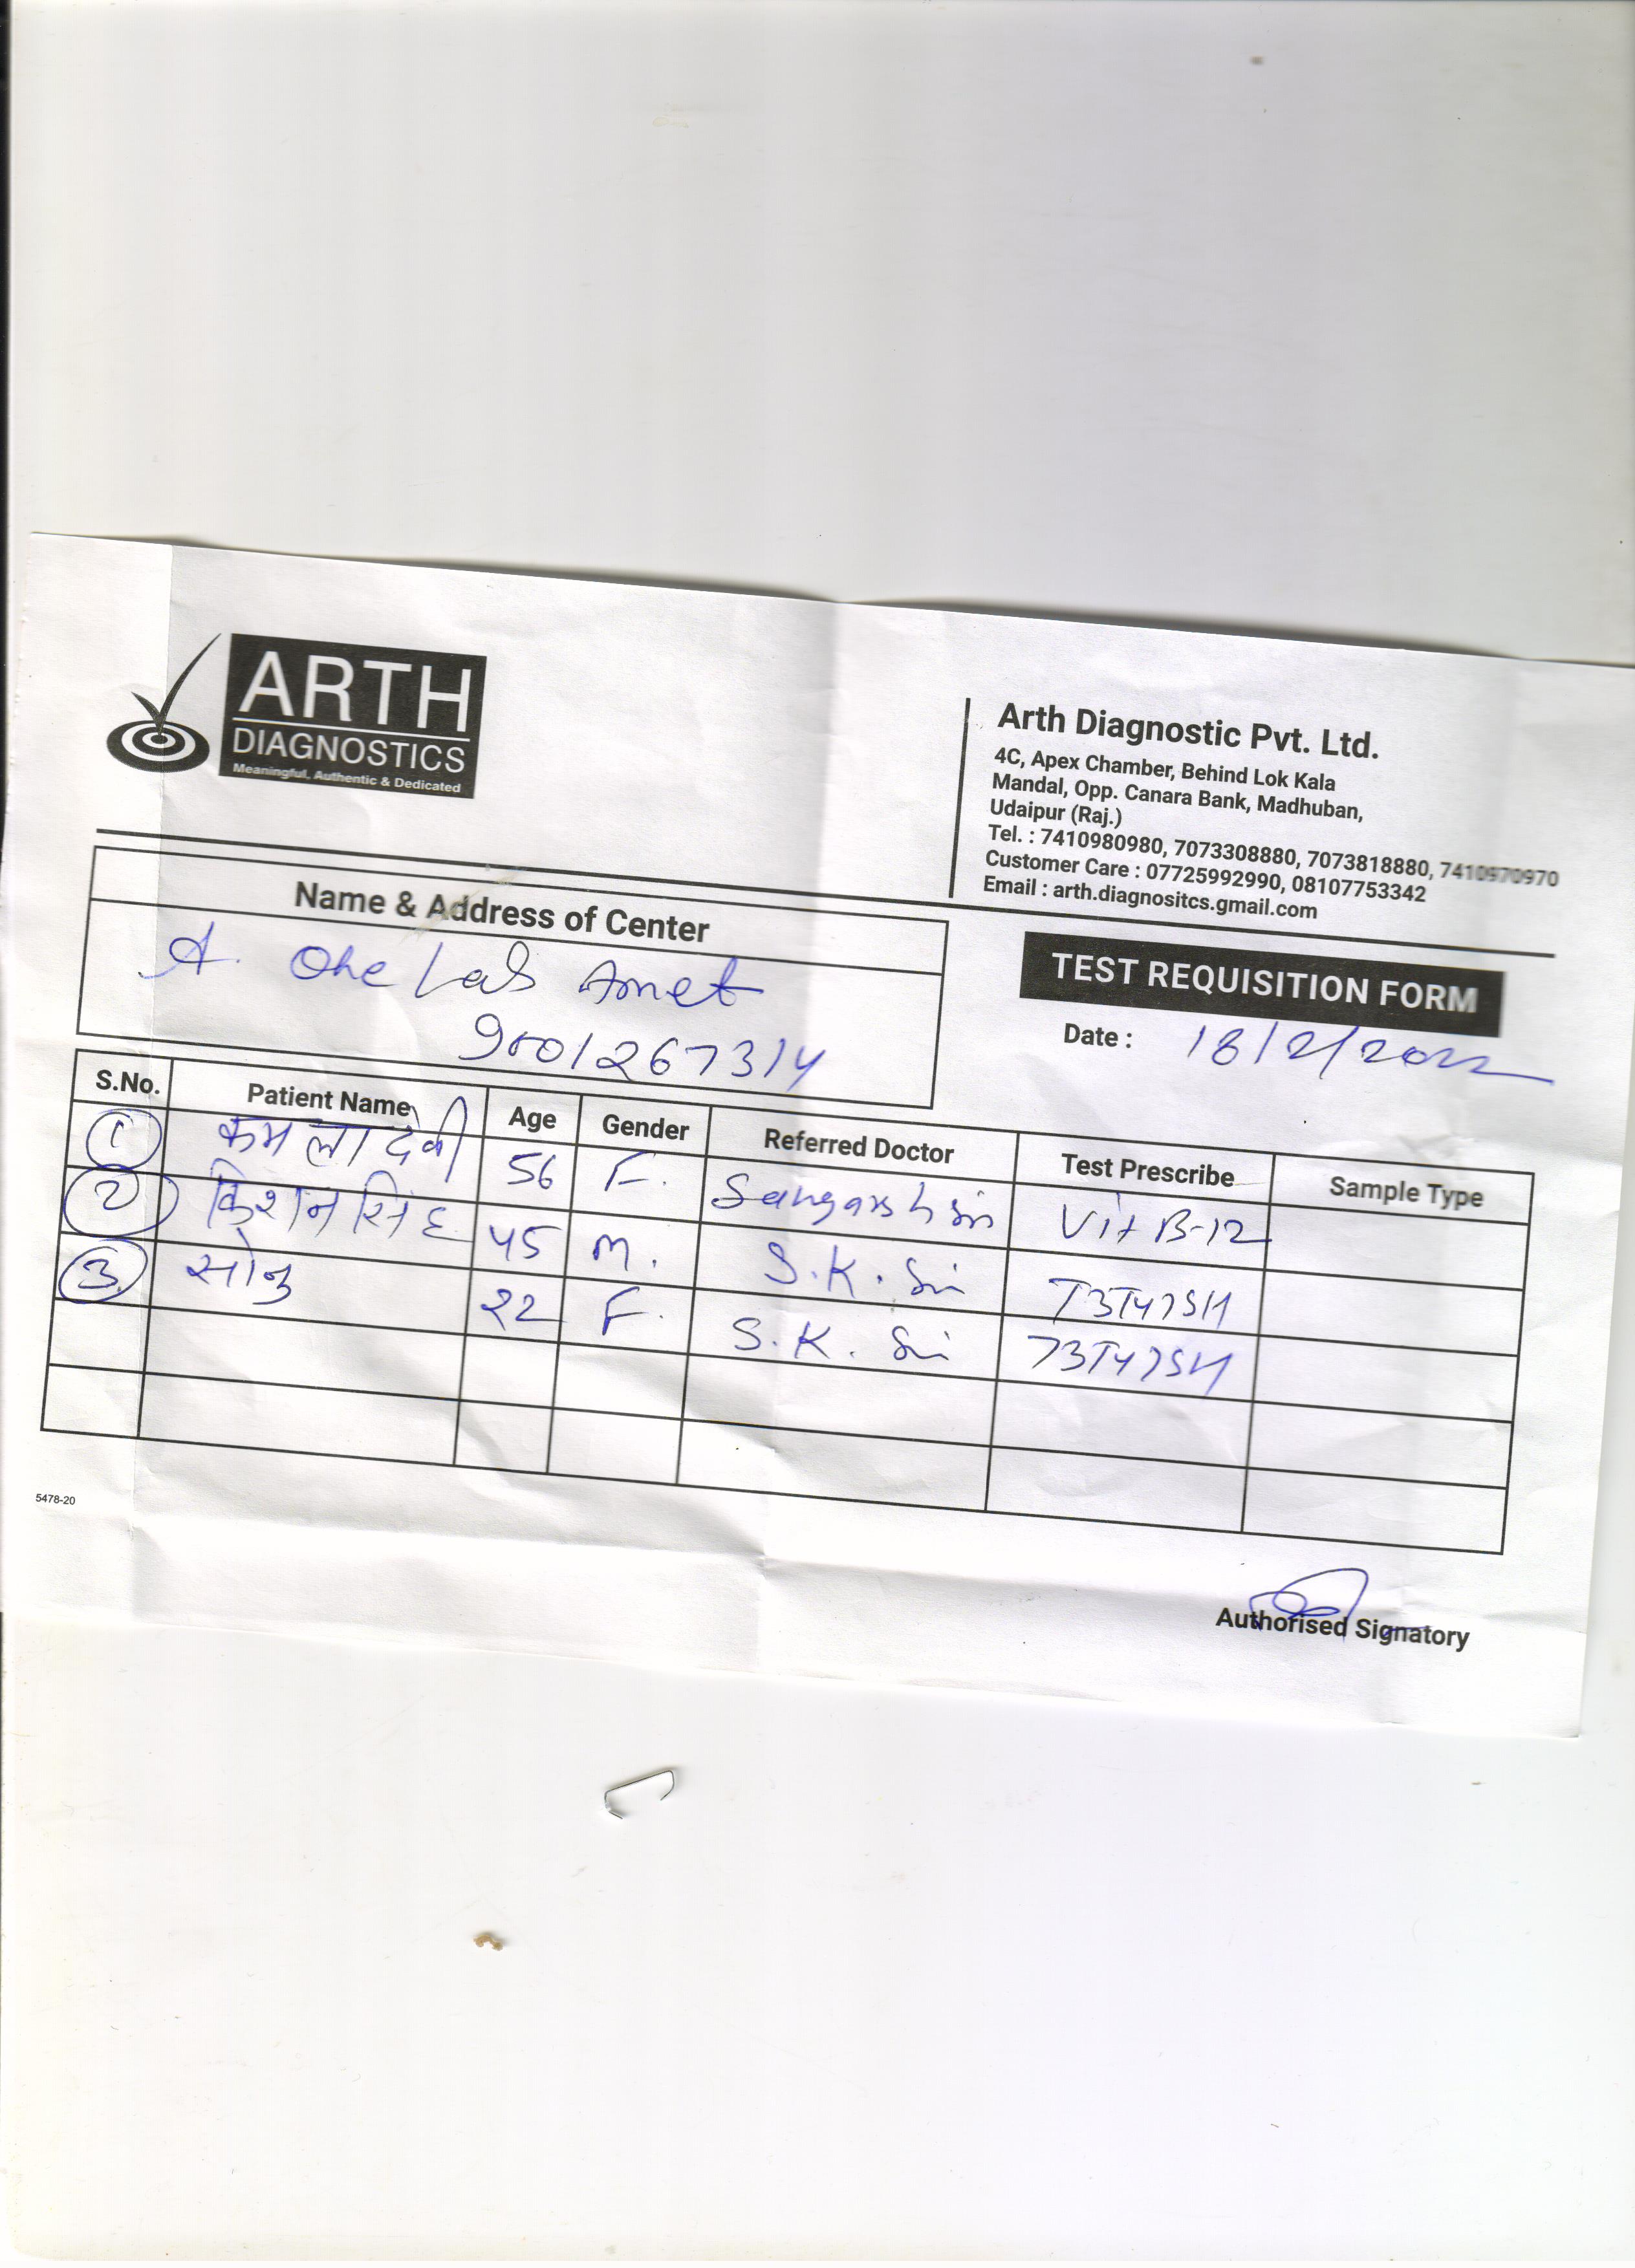 ARTH
DIAGNOSTICS
Meaningful, Authentic & Dedicated
Arth Diagnostic Pvt. Ltd.
4C, Apex Chamber, Behind Lok Kala
Mandal, Opp. Canara Bank, Madhuban,
Udaipur (Raj.)
Tel. : 7410980980, 7073308880, 7073818880, 7410970970
Customer Care : 07725992990, 08107753342
Email : arth.diagnositcs.gmail.com
Name & Address of Center
A. One Lab Amet
9001267314
TEST REQUISITION FORM
Date : 18/2/2022
S.No. Patient Name Age Gender Referred Doctor Test Prescribe Sample Type
1 कमला देवी 56 F. Sangarsh Sir Vit B-12
2 किशन सिंह 45 M. S.K. Sir T3T4TSH
3 सोनु 22 F. S.K. Sir T3T4TSH
5478-20
Authorised Signatory